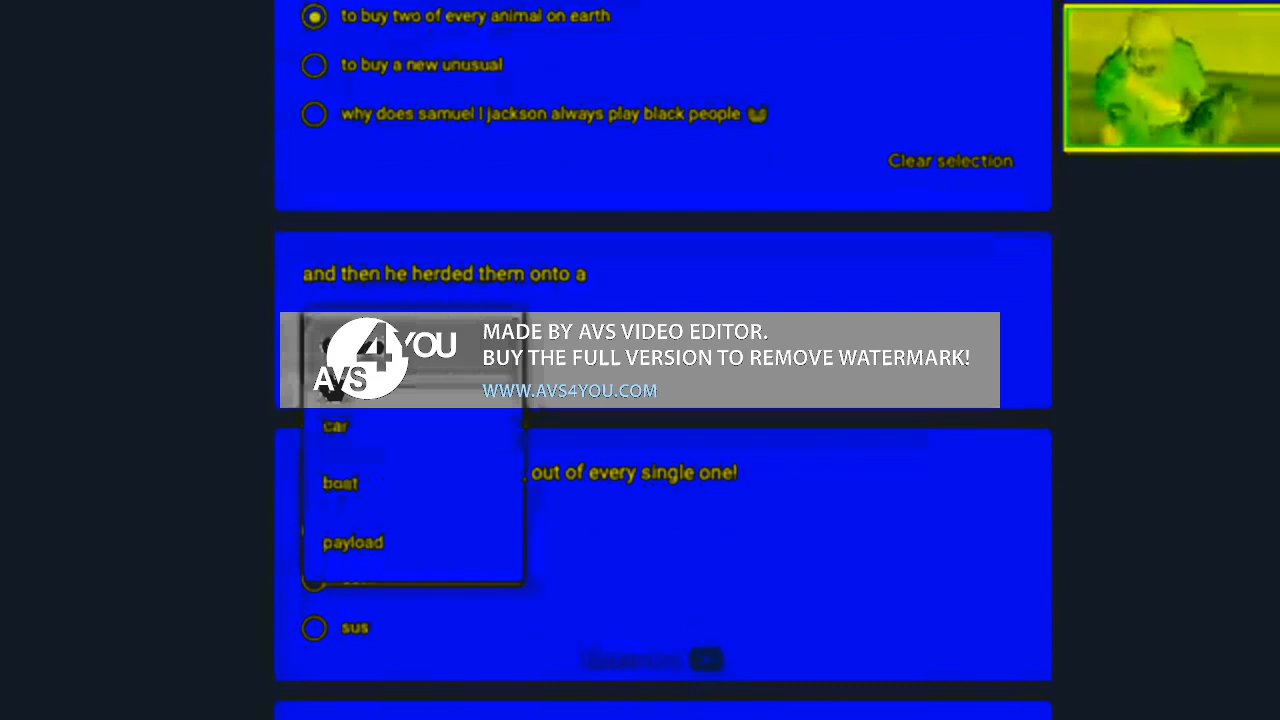 to buy two of every animal on earth
to buy a new unusual
why does samuel l jackson always play black people
Clear selection
and then he herded them onto a
AVS4YOU
MADE BY AVS VIDEO EDITOR.
BUY THE FULL VERSION TO REMOVE WATERMARK!
WWW.AVS4YOU.COM
car
out of every single one!
boat
payload
sus